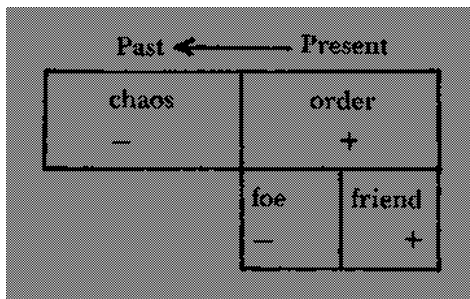 Past ← Present
chaos order
− +
foe friend
− +